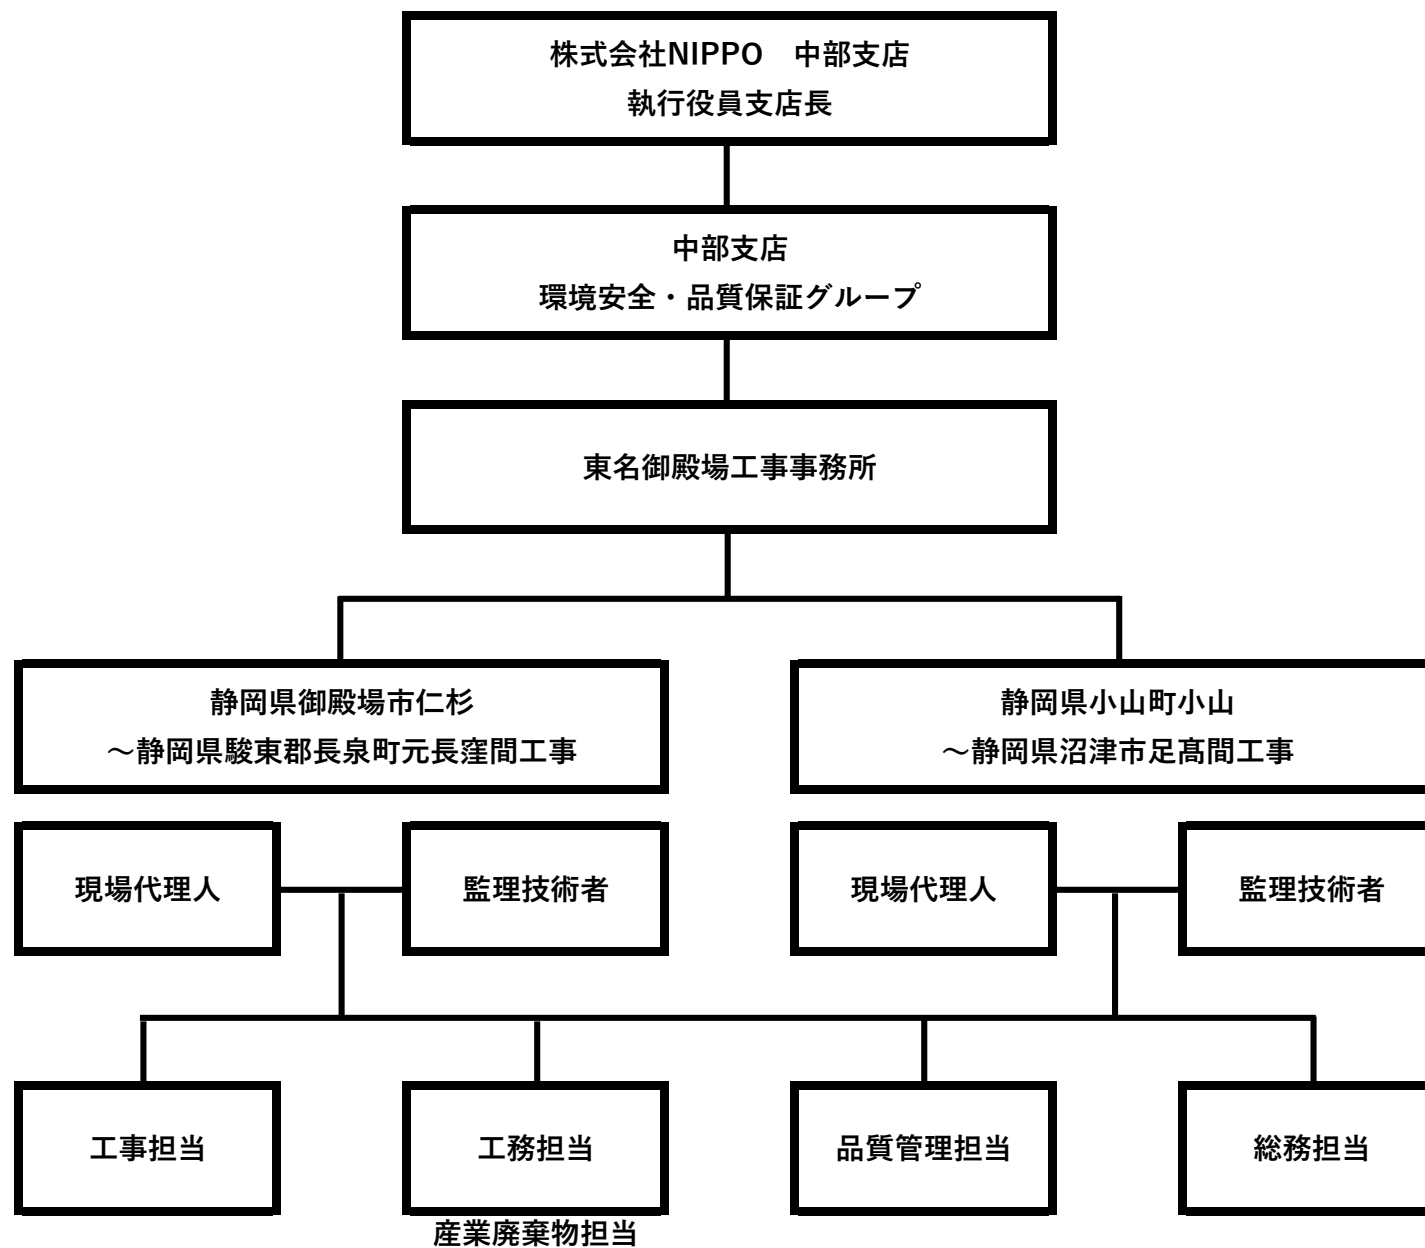 株式会社NIPPO　中部支店
執行役員支店長
中部支店
環境安全・品質保証グループ
東名御殿場工事事務所
静岡県御殿場市仁杉
～静岡県駿東郡長泉町元長窪間工事
静岡県小山町小山
～静岡県沼津市足髙間工事
現場代理人
監理技術者
現場代理人
監理技術者
工事担当
工務担当
品質管理担当
総務担当
産業廃棄物担当